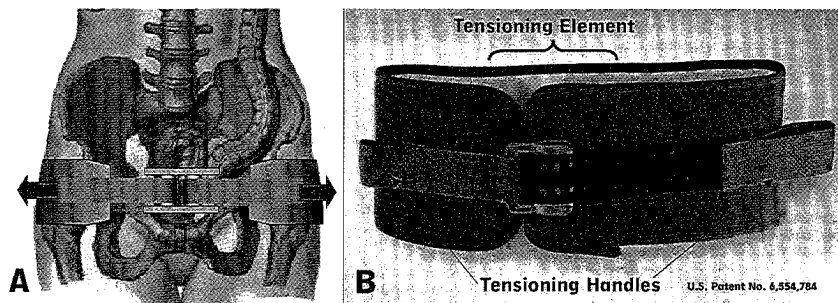 A
Tensioning Element
B
Tensioning Handles
U.S. Patent No. 6,554,784